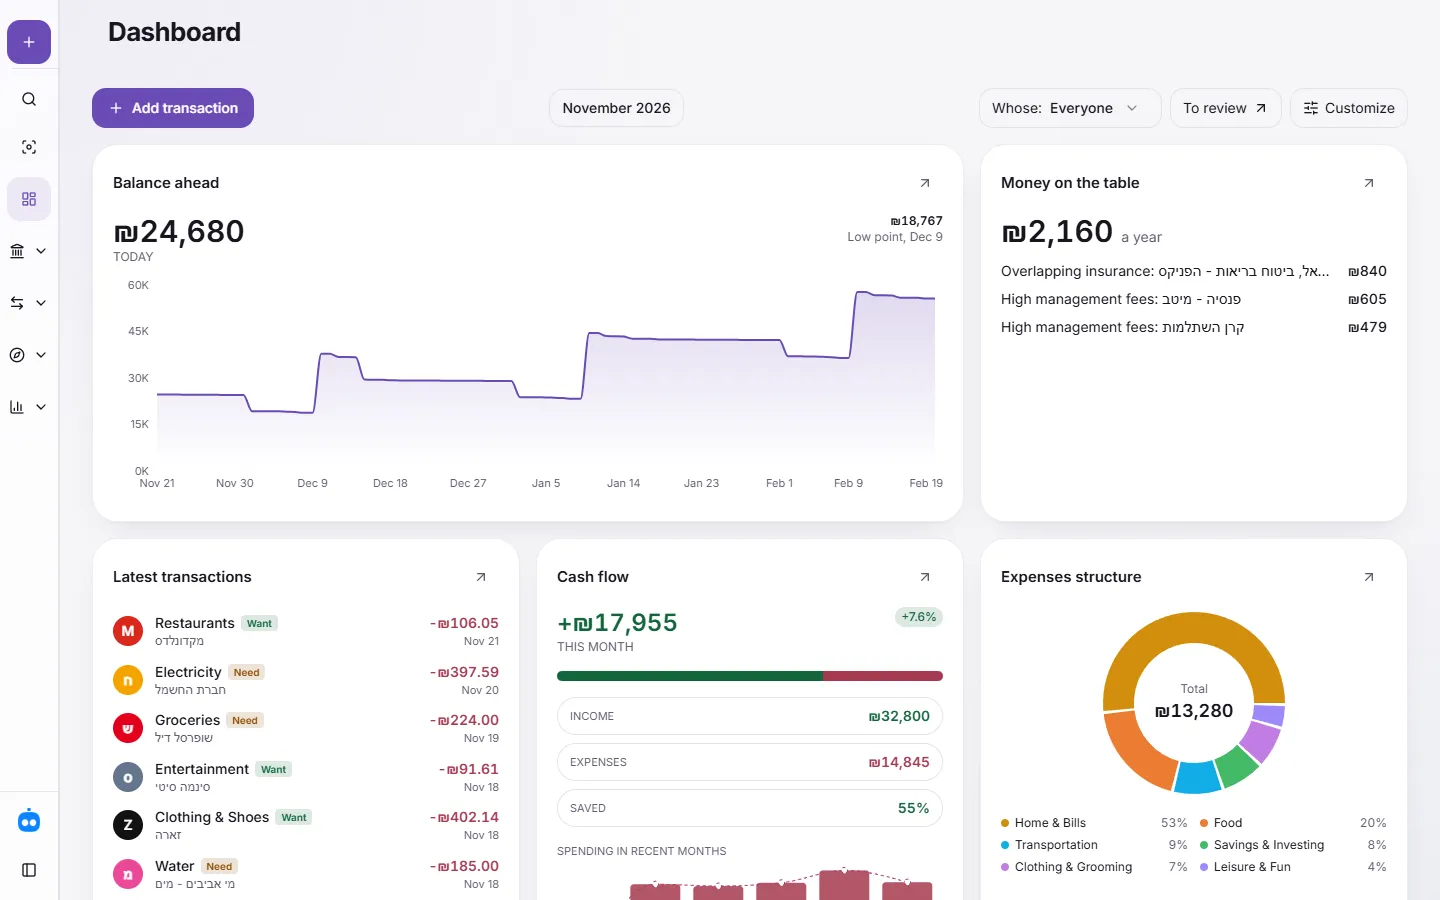 Dashboard
+ Add transaction
November 2026
Whose: Everyone
To review
Customize
Balance ahead
₪24,680
TODAY
₪18,767
Low point, Dec 9
60K
45K
30K
15K
0K
Nov 21
Nov 30
Dec 9
Dec 18
Dec 27
Jan 5
Jan 14
Jan 23
Feb 1
Feb 9
Feb 19
Money on the table
₪2,160 a year
Overlapping insurance: הפניקס - אל, ביטוח בריאות… ₪840
High management fees: פנסיה - מיטב ₪605
High management fees: קרן השתלמות ₪479
Latest transactions
M
Restaurants Want -₪106.05
מקדונלדס Nov 21
ח
Electricity Need -₪397.59
חברת החשמל Nov 20
ש
Groceries Need -₪224.00
שופרסל דיל Nov 19
ס
Entertainment Want -₪91.61
סינמה סיטי Nov 18
Z
Clothing & Shoes Want -₪402.14
זארה Nov 18
מ
Water Need -₪185.00
מי אביבים - מים Nov 18
Cash flow
+₪17,955
+7.6%
THIS MONTH
INCOME ₪32,800
EXPENSES ₪14,845
SAVED 55%
SPENDING IN RECENT MONTHS
Expenses structure
Total
₪13,280
Home & Bills 53%
Food 20%
Transportation 9%
Savings & Investing 8%
Clothing & Grooming 7%
Leisure & Fun 4%